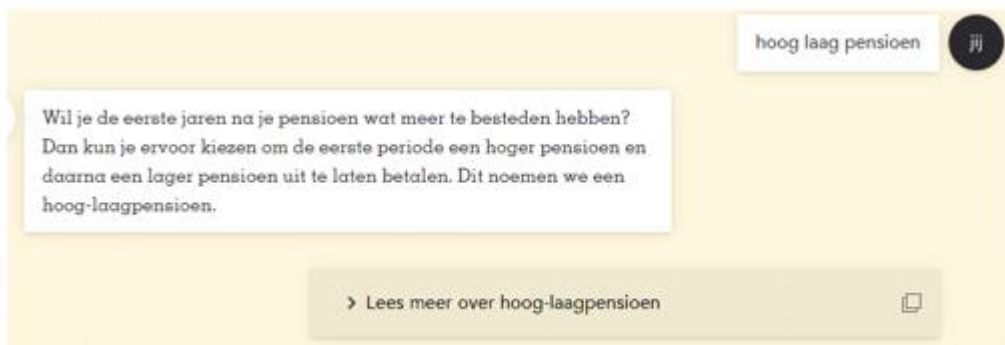 hoog laag pensioen
jij
Wil je de eerste jaren na je pensioen wat meer te besteden hebben?
Dan kun je ervoor kiezen om de eerste periode een hoger pensioen en
daarna een lager pensioen uit te laten betalen. Dit noemen we een
hoog-laagpensioen.
Lees meer over hoog-laagpensioen